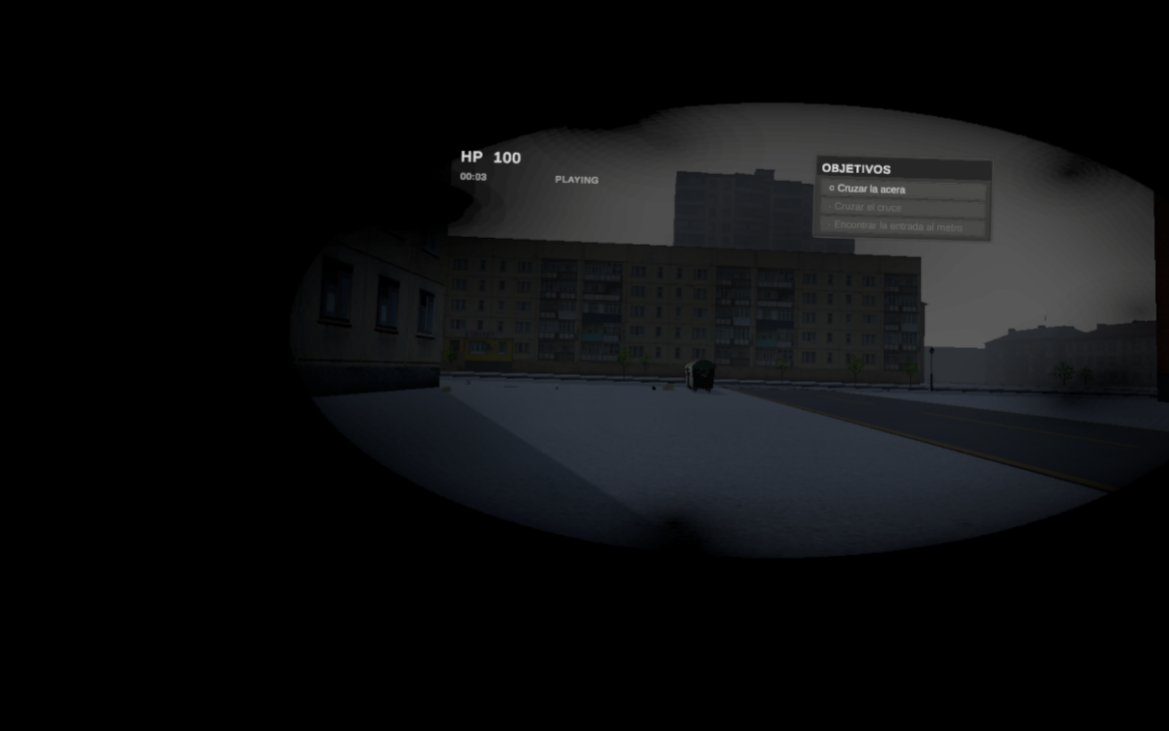 HP 100
00:03
PLAYING
OBJETIVOS
Cruzar la acera
Cruzar el cruce
Encontrar la entrada al metro